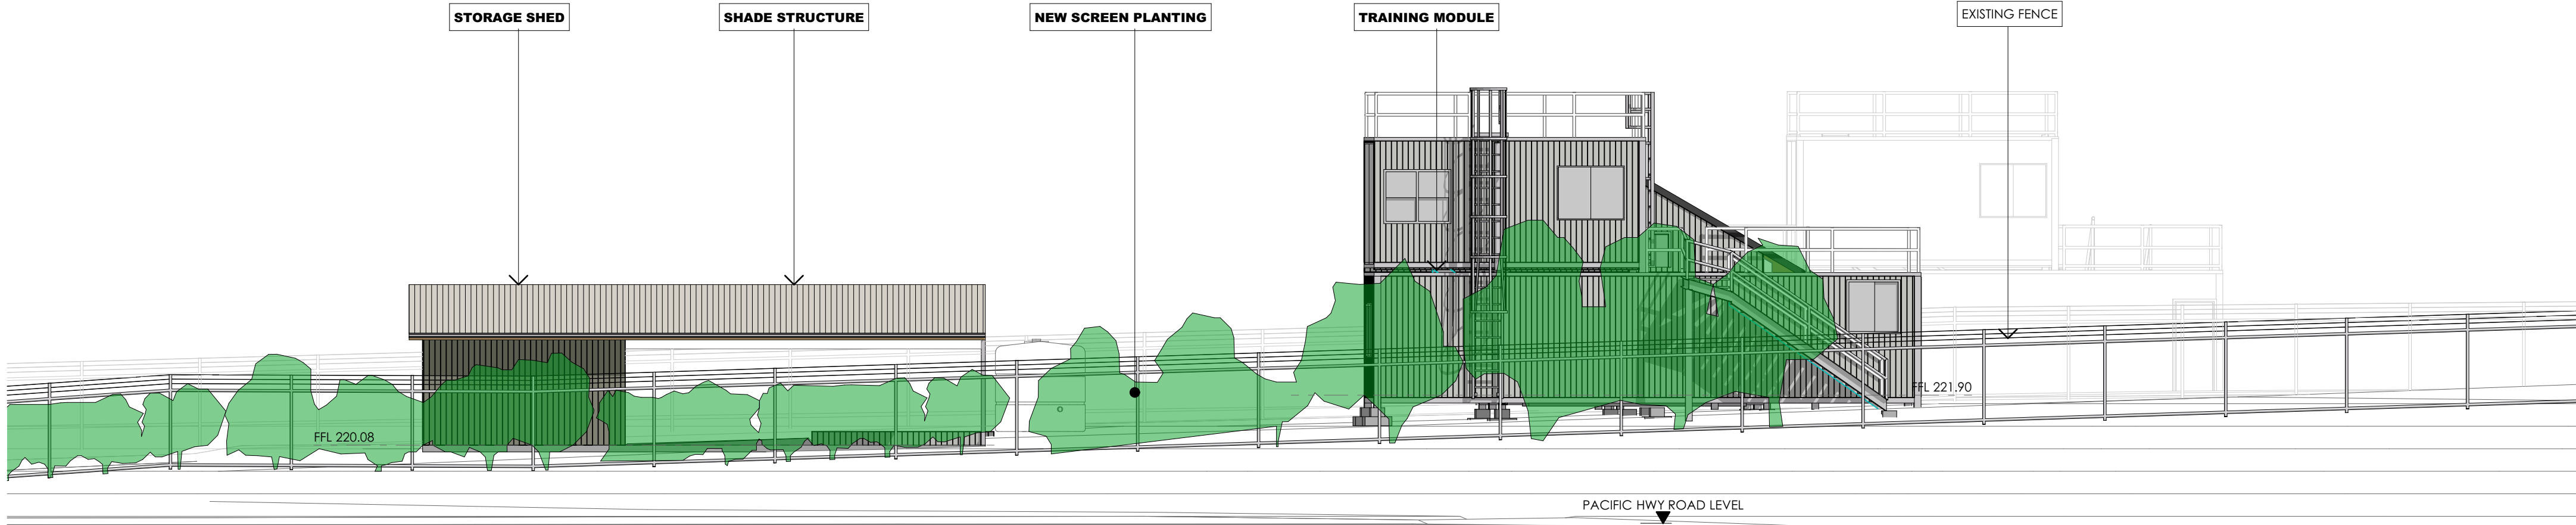 STORAGE SHED
SHADE STRUCTURE
NEW SCREEN PLANTING
TRAINING MODULE
EXISTING FENCE
FFL 221.90
FFL 220.08
PACIFIC HWY ROAD LEVEL